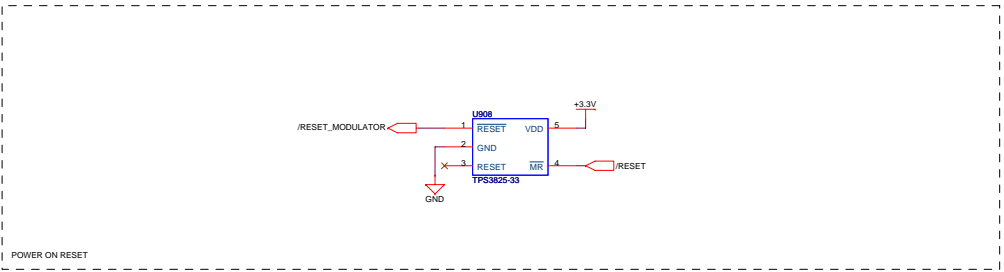 +3.3V
U908
/RESET_MODULATOR
1
RESET
VDD
5
2
GND
3
RESET
MR
4
/RESET
TPS3825-33
GND
POWER ON RESET